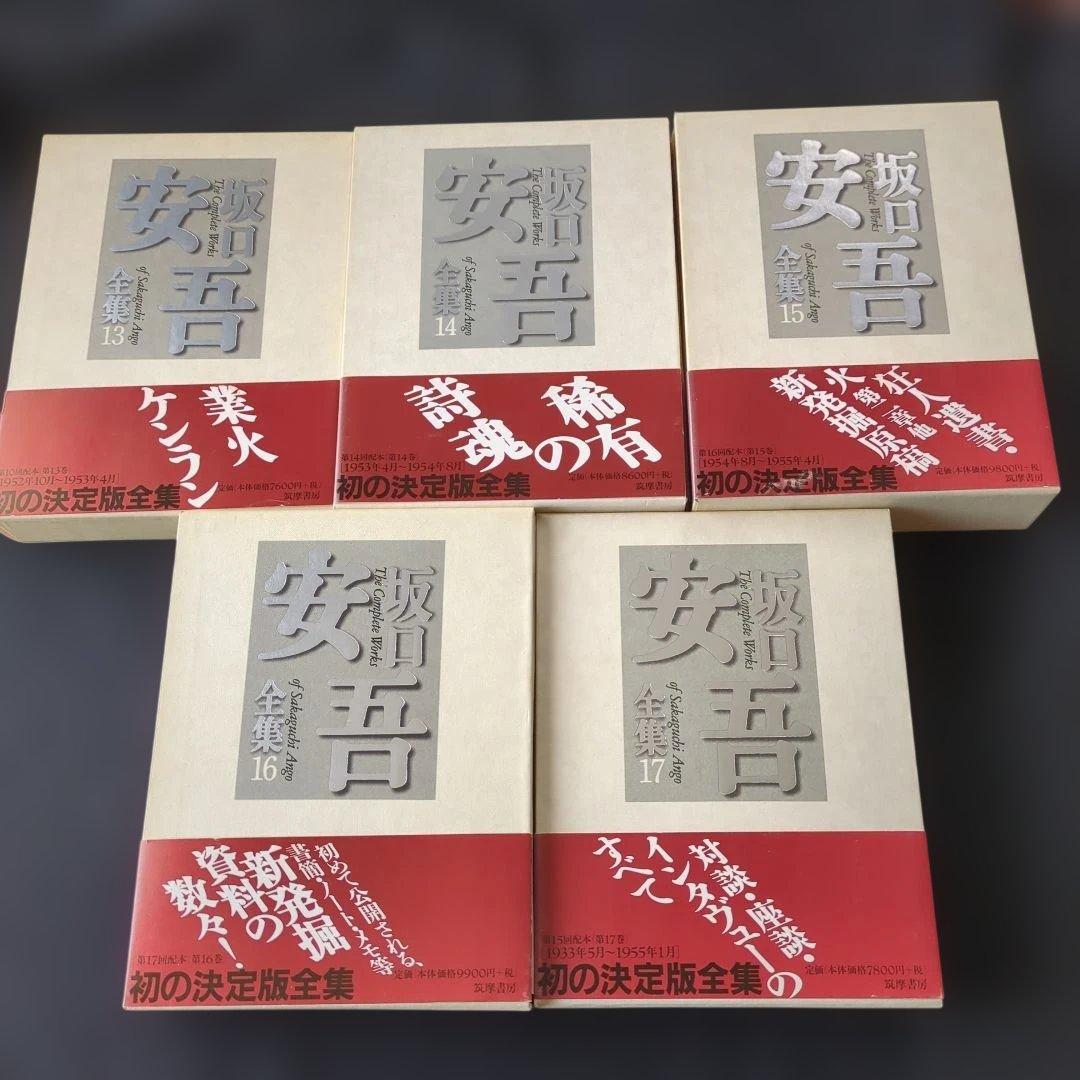 坂口
安吾
全集
13
The Complete Works
of Sakaguchi Ango
業火
ケンラン
第10回配本[第13巻]
[1952年10月~1953年4月]
初の決定版全集
定価[本体価格7600円+税]
筑摩書房
坂口
安吾
全集
14
The Complete Works
of Sakaguchi Ango
稀有の
詩魂
第14回配本[第14巻]
[1953年4月~1954年8月]
初の決定版全集
定価[本体価格8600円+税]
筑摩書房
坂口
安吾
全集
15
The Complete Works
of Sakaguchi Ango
狂人遺書・
火 第一章他
新発掘原稿
第16回配本[第15巻]
[1954年8月~1955年4月]
初の決定版全集
定価[本体価格9800円+税]
筑摩書房
坂口
安吾
全集
16
The Complete Works
of Sakaguchi Ango
初めて公開される、
書簡・ノート・メモ等
新発掘
資料の
数々!
第17回配本[第16巻]
初の決定版全集
定価[本体価格9900円+税]
筑摩書房
坂口
安吾
全集
17
The Complete Works
of Sakaguchi Ango
対談・座談・
インタヴューの
すべて
第15回配本[第17巻]
[1933年5月~1955年1月]
初の決定版全集
定価[本体価格7800円+税]
筑摩書房